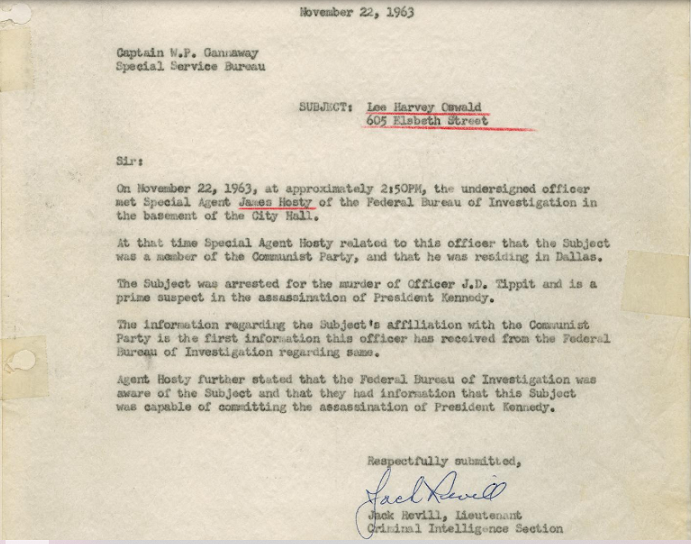 November 22, 1963
Captain W.P. Gannaway
Special Service Bureau
SUBJECT: Lee Harvey Oswald
605 Elsbeth Street
Sir:
On November 22, 1963, at approximately 2:50PM, the undersigned officer
met Special Agent James Hosty of the Federal Bureau of Investigation in
the basement of the City Hall.
At that time Special Agent Hosty related to this officer that the Subject
was a member of the Communist Party, and that he was residing in Dallas.
The Subject was arrested for the murder of Officer J.D. Tippit and is a
prime suspect in the assassination of President Kennedy.
The information regarding the Subject's affiliation with the Communist
Party is the first information this officer has received from the Federal
Bureau of Investigation regarding same.
Agent Hosty further stated that the Federal Bureau of Investigation was
aware of the Subject and that they had information that this Subject
was capable of committing the assassination of President Kennedy.
Respectfully submitted,
Jack Revill
Jack Revill, Lieutenant
Criminal Intelligence Section